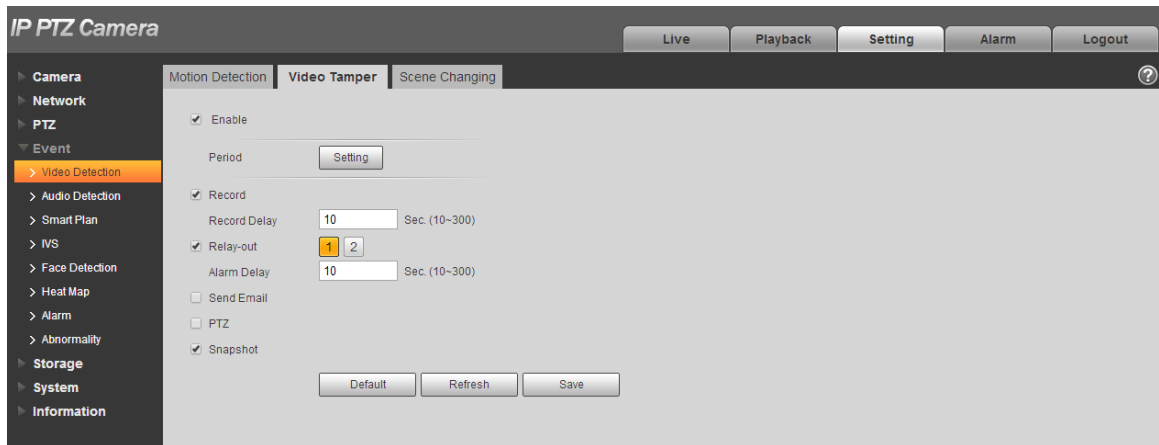 IP PTZ Camera
Live Playback Setting Alarm Logout
Camera
Network
PTZ
Event
Video Detection
Audio Detection
Smart Plan
IVS
Face Detection
Heat Map
Alarm
Abnormality
Storage
System
Information
Motion Detection Video Tamper Scene Changing ?
Enable
Period Setting
Record
Record Delay 10 Sec. (10~300)
Relay-out 1 2
Alarm Delay 10 Sec. (10~300)
Send Email
PTZ
Snapshot
Default Refresh Save